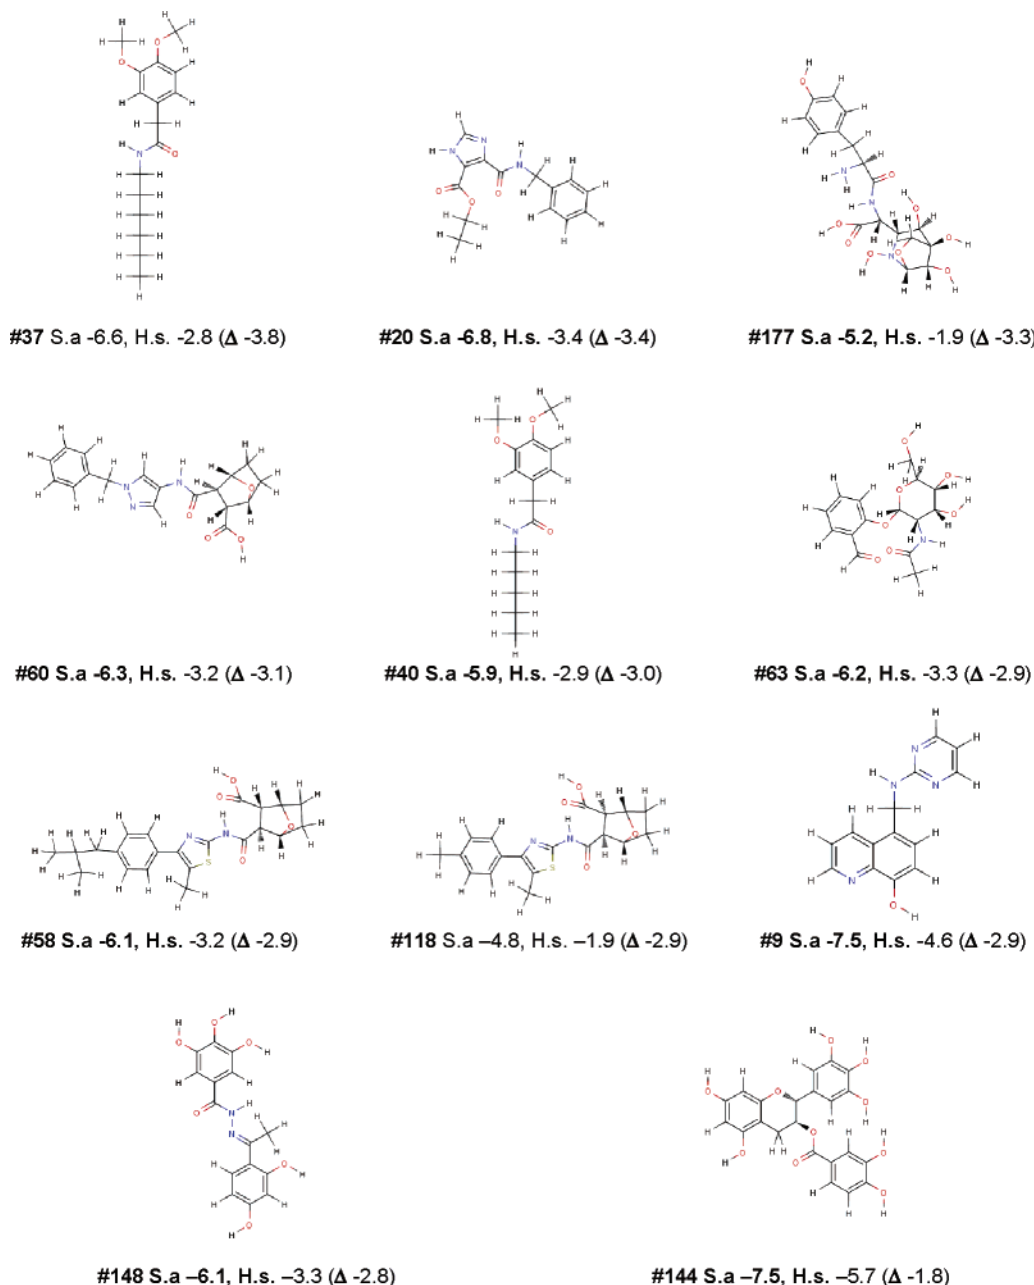 #37 S.a -6.6, H.s. -2.8 (Δ -3.8)
#20 S.a -6.8, H.s. -3.4 (Δ -3.4)
#177 S.a -5.2, H.s. -1.9 (Δ -3.3)
#60 S.a -6.3, H.s. -3.2 (Δ -3.1)
#40 S.a -5.9, H.s. -2.9 (Δ -3.0)
#63 S.a -6.2, H.s. -3.3 (Δ -2.9)
#58 S.a -6.1, H.s. -3.2 (Δ -2.9)
#118 S.a –4.8, H.s. –1.9 (Δ -2.9)
#9 S.a -7.5, H.s. -4.6 (Δ -2.9)
#148 S.a –6.1, H.s. –3.3 (Δ -2.8)
#144 S.a –7.5, H.s. –5.7 (Δ -1.8)